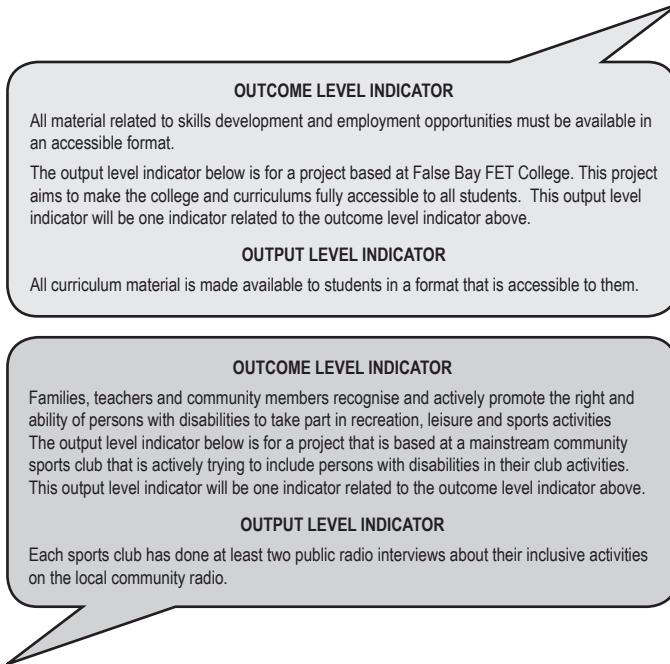 OUTCOME LEVEL INDICATOR
All material related to skills development and employment opportunities must be available in
an accessible format.
The output level indicator below is for a project based at False Bay FET College. This project
aims to make the college and curriculums fully accessible to all students. This output level
indicator will be one indicator related to the outcome level indicator above.
OUTPUT LEVEL INDICATOR
All curriculum material is made available to students in a format that is accessible to them.
OUTCOME LEVEL INDICATOR
Families, teachers and community members recognise and actively promote the right and
ability of persons with disabilities to take part in recreation, leisure and sports activities
The output level indicator below is for a project that is based at a mainstream community
sports club that is actively trying to include persons with disabilities in their club activities.
This output level indicator will be one indicator related to the outcome level indicator above.
OUTPUT LEVEL INDICATOR
Each sports club has done at least two public radio interviews about their inclusive activities
on the local community radio.